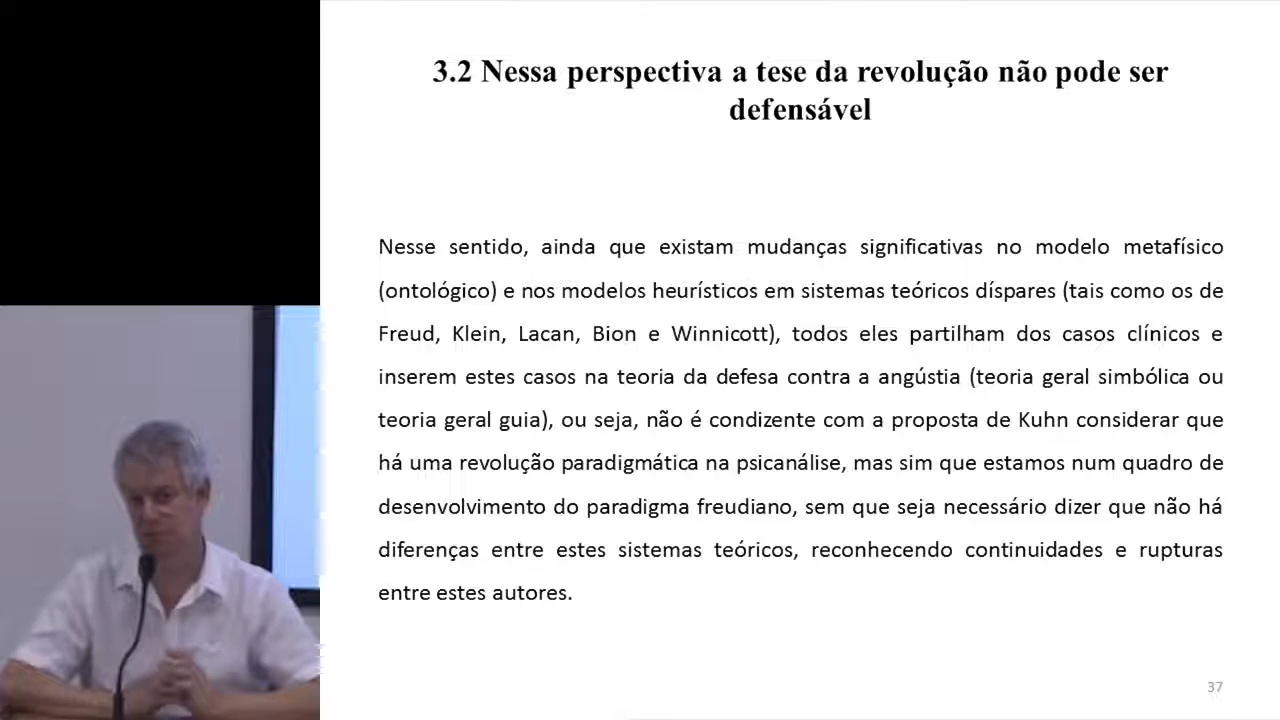 3.2 Nessa perspectiva a tese da revolução não pode ser
defensável
Nesse sentido, ainda que existam mudanças significativas no modelo metafísico
(ontológico) e nos modelos heurísticos em sistemas teóricos díspares (tais como os de
Freud, Klein, Lacan, Bion e Winnicott), todos eles partilham dos casos clínicos e
inserem estes casos na teoria da defesa contra a angústia (teoria geral simbólica ou
teoria geral guia), ou seja, não é condizente com a proposta de Kuhn considerar que
há uma revolução paradigmática na psicanálise, mas sim que estamos num quadro de
desenvolvimento do paradigma freudiano, sem que seja necessário dizer que não há
diferenças entre estes sistemas teóricos, reconhecendo continuidades e rupturas
entre estes autores.
37